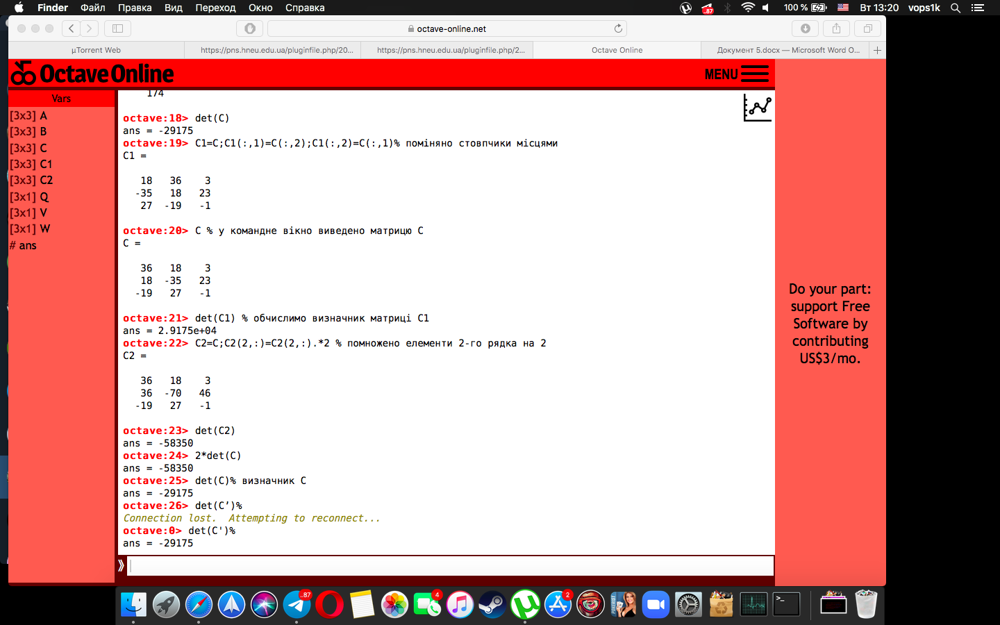 Finder Файл Правка Вид Переход Окно Справка 87 100 % Вт 13:20 vops1k
octave-online.net
µTorrent Web https://pns.hneu.edu.ua/pluginfile.php/20... https://pns.hneu.edu.ua/pluginfile.php/2... Octave Online Документ 5.docx — Microsoft Word O... +
Octave Online MENU
Vars
[3x3] A
[3x3] B
[3x3] C
[3x3] C1
[3x3] C2
[3x1] Q
[3x1] V
[3x1] W
# ans
174
octave:18> det(C)
ans = -29175
octave:19> C1=C;C1(:,1)=C(:,2);C1(:,2)=C(:,1)% поміняно стовпчики місцями
C1 =
18 36 3
-35 18 23
27 -19 -1
octave:20> C % у командне вікно виведено матрицю С
C =
36 18 3
18 -35 23
-19 27 -1
octave:21> det(C1) % обчислимо визначник матриці С1
ans = 2.9175e+04
octave:22> C2=C;C2(2,:)=C2(2,:).*2 % помножено елементи 2-го рядка на 2
C2 =
36 18 3
36 -70 46
-19 27 -1
octave:23> det(C2)
ans = -58350
octave:24> 2*det(C)
ans = -58350
octave:25> det(C)% визначник С
ans = -29175
octave:26> det(C’)%
Connection lost. Attempting to reconnect...
octave:0> det(C')%
ans = -29175
Do your part:
support Free
Software by
contributing
US$3/mo.
..87 4 2